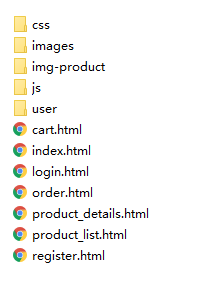 css
images
img-product
js
user
cart.html
index.html
login.html
order.html
product_details.html
product_list.html
register.html